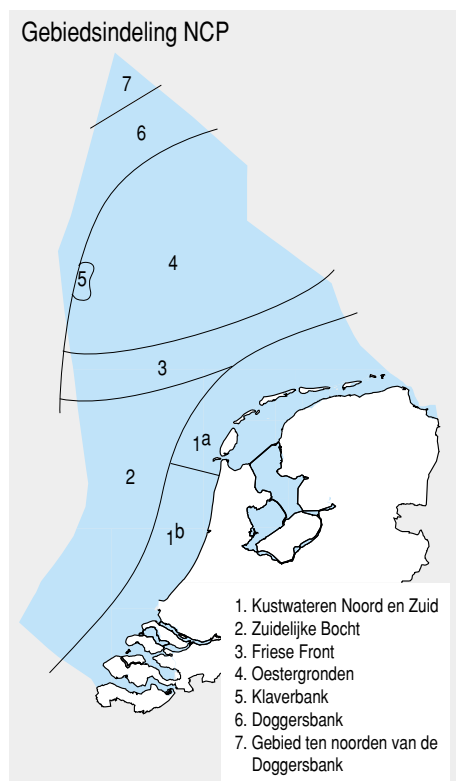 Gebiedsindeling NCP
7
6
4
5
3
1a
2
1b
1. Kustwateren Noord en Zuid
2. Zuidelijke Bocht
3. Friese Front
4. Oestergronden
5. Klaverbank
6. Doggersbank
7. Gebied ten noorden van de
Doggersbank